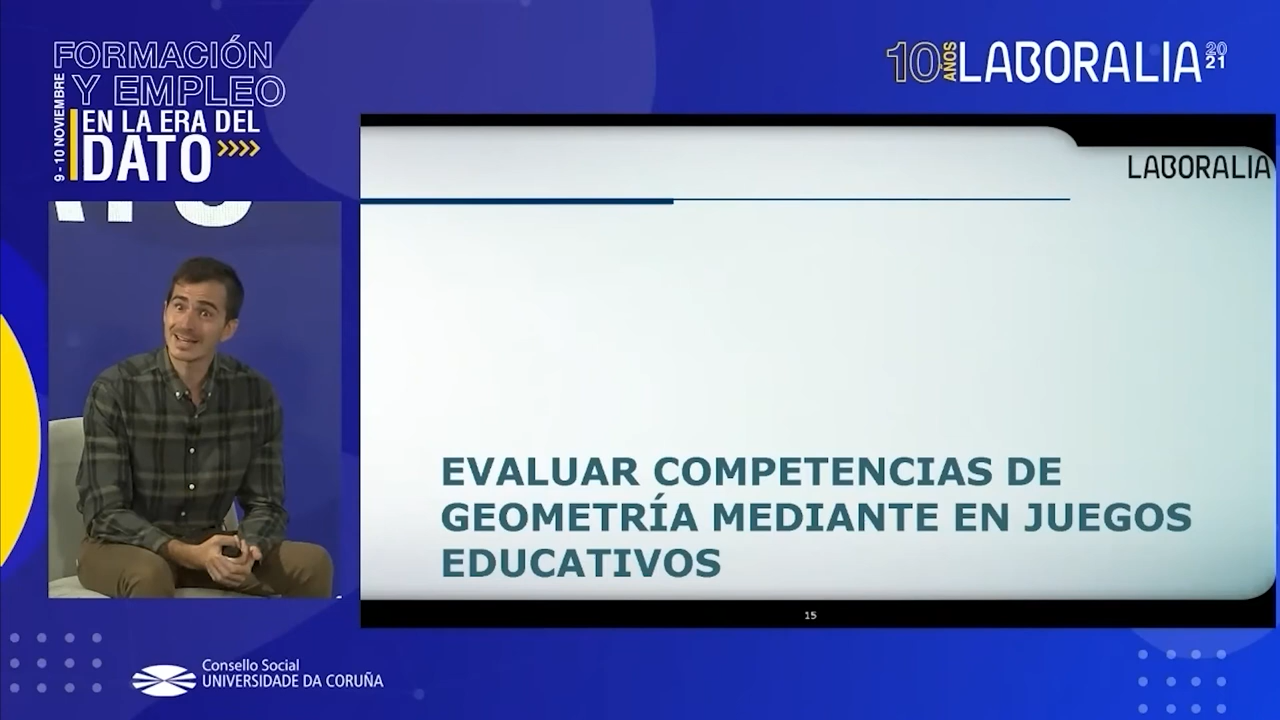 FORMACIÓN
Y EMPLEO
EN LA ERA DEL
DATO
9 - 10 NOVIEMBRE
10 AÑOS LABORALIA 2021
LABORALIA
EVALUAR COMPETENCIAS DE
GEOMETRÍA MEDIANTE EN JUEGOS
EDUCATIVOS
15
Consello Social
UNIVERSIDADE DA CORUÑA